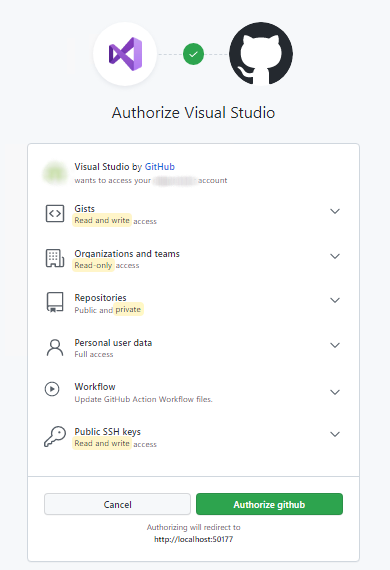 Authorize Visual Studio
Visual Studio by GitHub
wants to access your account
Gists
Read and write access
Organizations and teams
Read-only access
Repositories
Public and private
Personal user data
Full access
Workflow
Update GitHub Action Workflow files.
Public SSH keys
Read and write access
Cancel
Authorize github
Authorizing will redirect to
http://localhost:50177